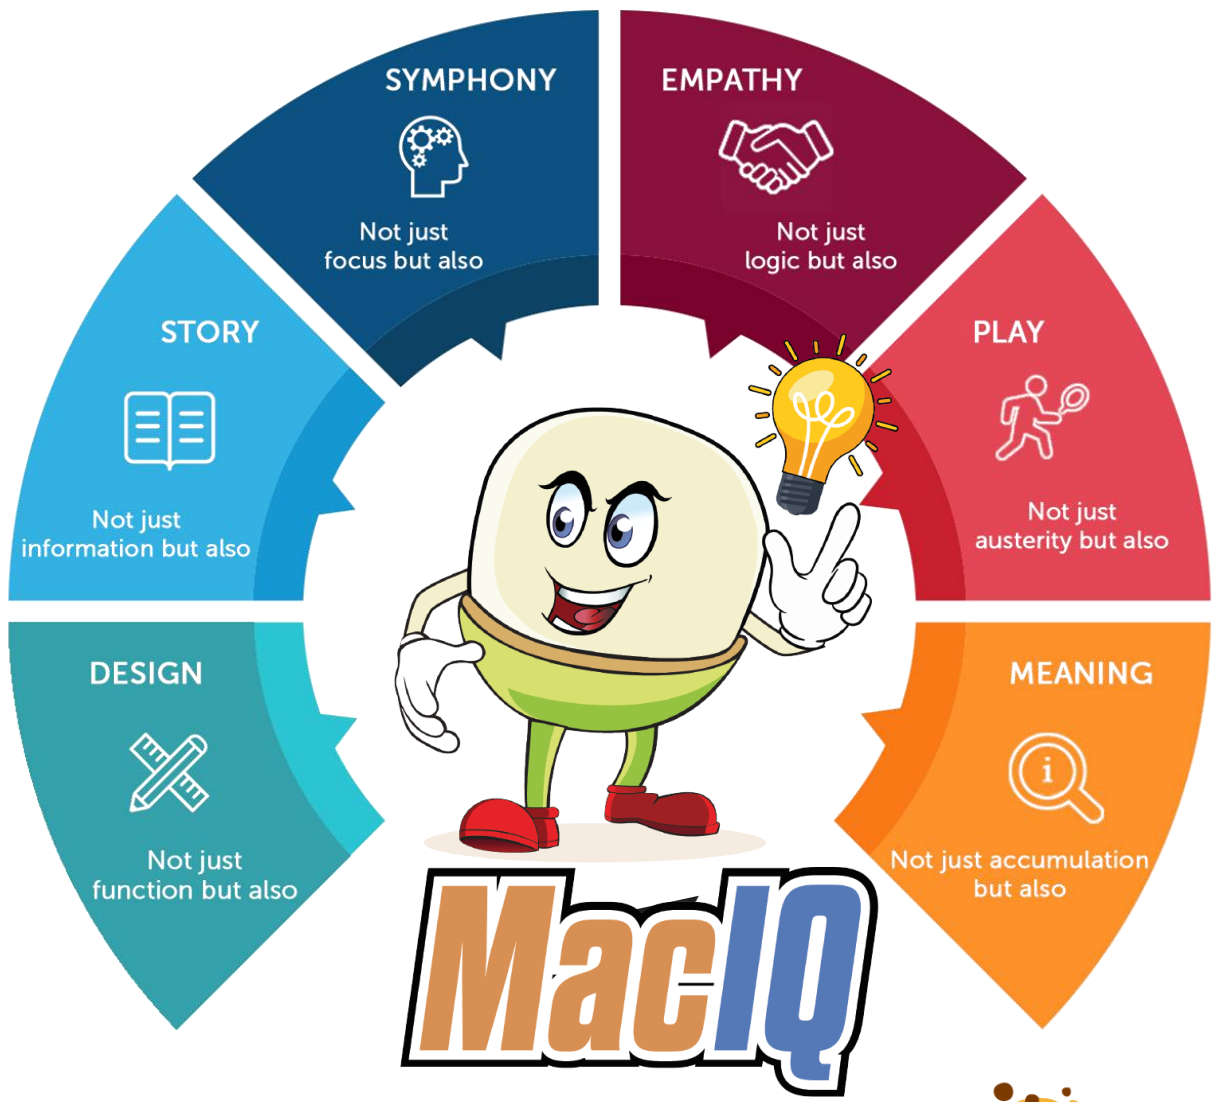 SYMPHONY
Not just
focus but also
EMPATHY
Not just
logic but also
STORY
Not just
information but also
PLAY
Not just
austerity but also
DESIGN
Not just
function but also
MEANING
i
Not just accumulation
but also
MacIQ